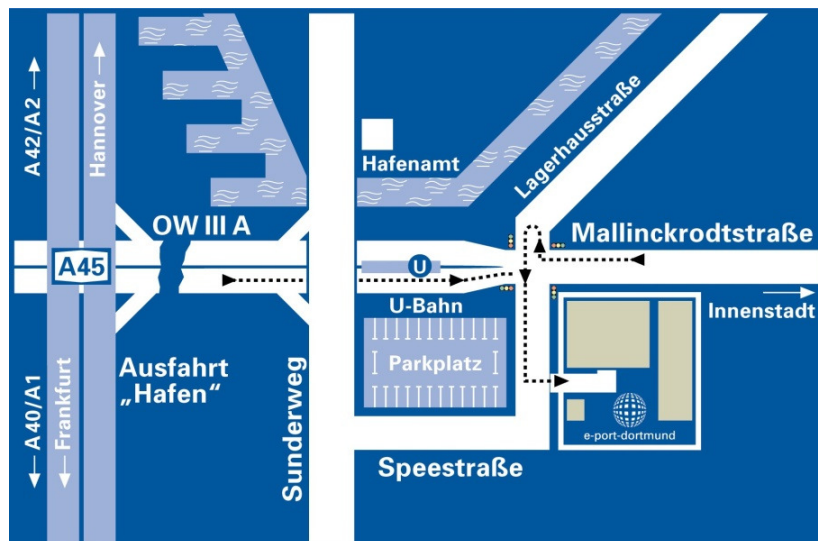 A42/A2
Hannover
Hafenamt
Lagerhausstraße
OW III A
Mallinckrodtstraße
A45
U
U-Bahn
Innenstadt
Parkplatz
Ausfahrt
„Hafen“
A40/A1
Frankfurt
Sunderweg
e-port-dortmund
Speestraße